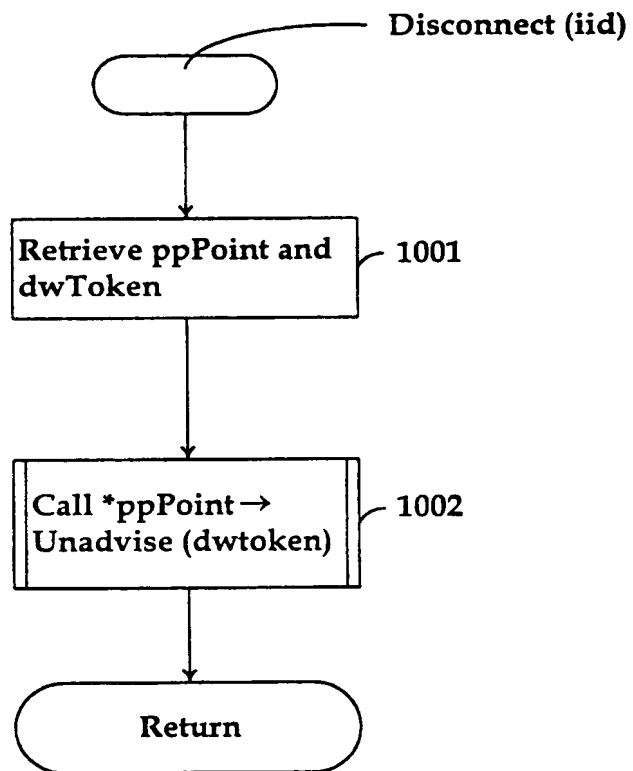 Disconnect (iid)
Retrieve ppPoint and
dwToken
1001
Call *ppPoint→
Unadvise (dwtoken)
1002
Return